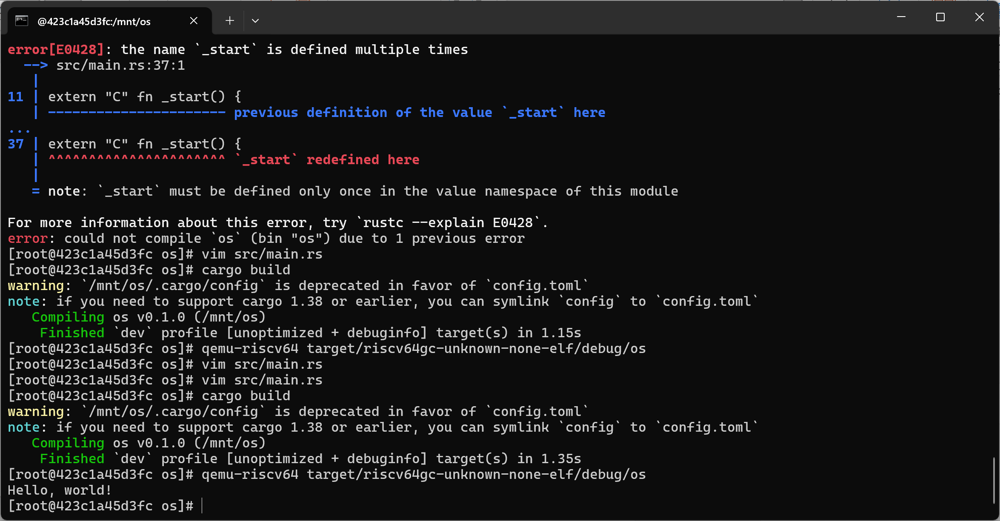 @423c1a45d3fc:/mnt/os
error[E0428]: the name `_start` is defined multiple times
  --> src/main.rs:37:1
   |
11 | extern "C" fn _start() {
   | ---------------------- previous definition of the value `_start` here
...
37 | extern "C" fn _start() {
   | ^^^^^^^^^^^^^^^^^^^^^^ `_start` redefined here
   |
   = note: `_start` must be defined only once in the value namespace of this module

For more information about this error, try `rustc --explain E0428`.
error: could not compile `os` (bin "os") due to 1 previous error
[root@423c1a45d3fc os]# vim src/main.rs
[root@423c1a45d3fc os]# cargo build
warning: `/mnt/os/.cargo/config` is deprecated in favor of `config.toml`
note: if you need to support cargo 1.38 or earlier, you can symlink `config` to `config.toml`
   Compiling os v0.1.0 (/mnt/os)
    Finished `dev` profile [unoptimized + debuginfo] target(s) in 1.15s
[root@423c1a45d3fc os]# qemu-riscv64 target/riscv64gc-unknown-none-elf/debug/os
[root@423c1a45d3fc os]# vim src/main.rs
[root@423c1a45d3fc os]# vim src/main.rs
[root@423c1a45d3fc os]# cargo build
warning: `/mnt/os/.cargo/config` is deprecated in favor of `config.toml`
note: if you need to support cargo 1.38 or earlier, you can symlink `config` to `config.toml`
   Compiling os v0.1.0 (/mnt/os)
    Finished `dev` profile [unoptimized + debuginfo] target(s) in 1.35s
[root@423c1a45d3fc os]# qemu-riscv64 target/riscv64gc-unknown-none-elf/debug/os
Hello, world!
[root@423c1a45d3fc os]#